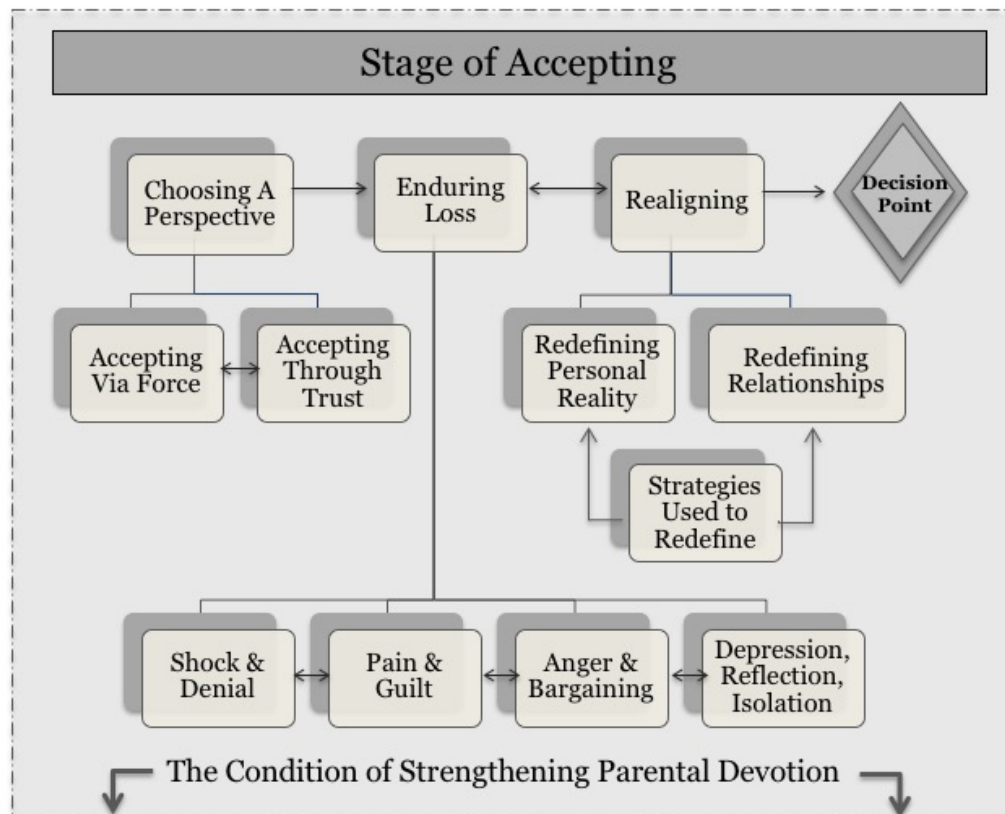 Stage of Accepting
Choosing A
Perspective
Enduring
Loss
Realigning
Decision
Point
Accepting
Via Force
Accepting
Through
Trust
Redefining
Personal
Reality
Redefining
Relationships
Strategies
Used to
Redefine
Shock &
Denial
Pain &
Guilt
Anger &
Bargaining
Depression,
Reflection,
Isolation
The Condition of Strengthening Parental Devotion